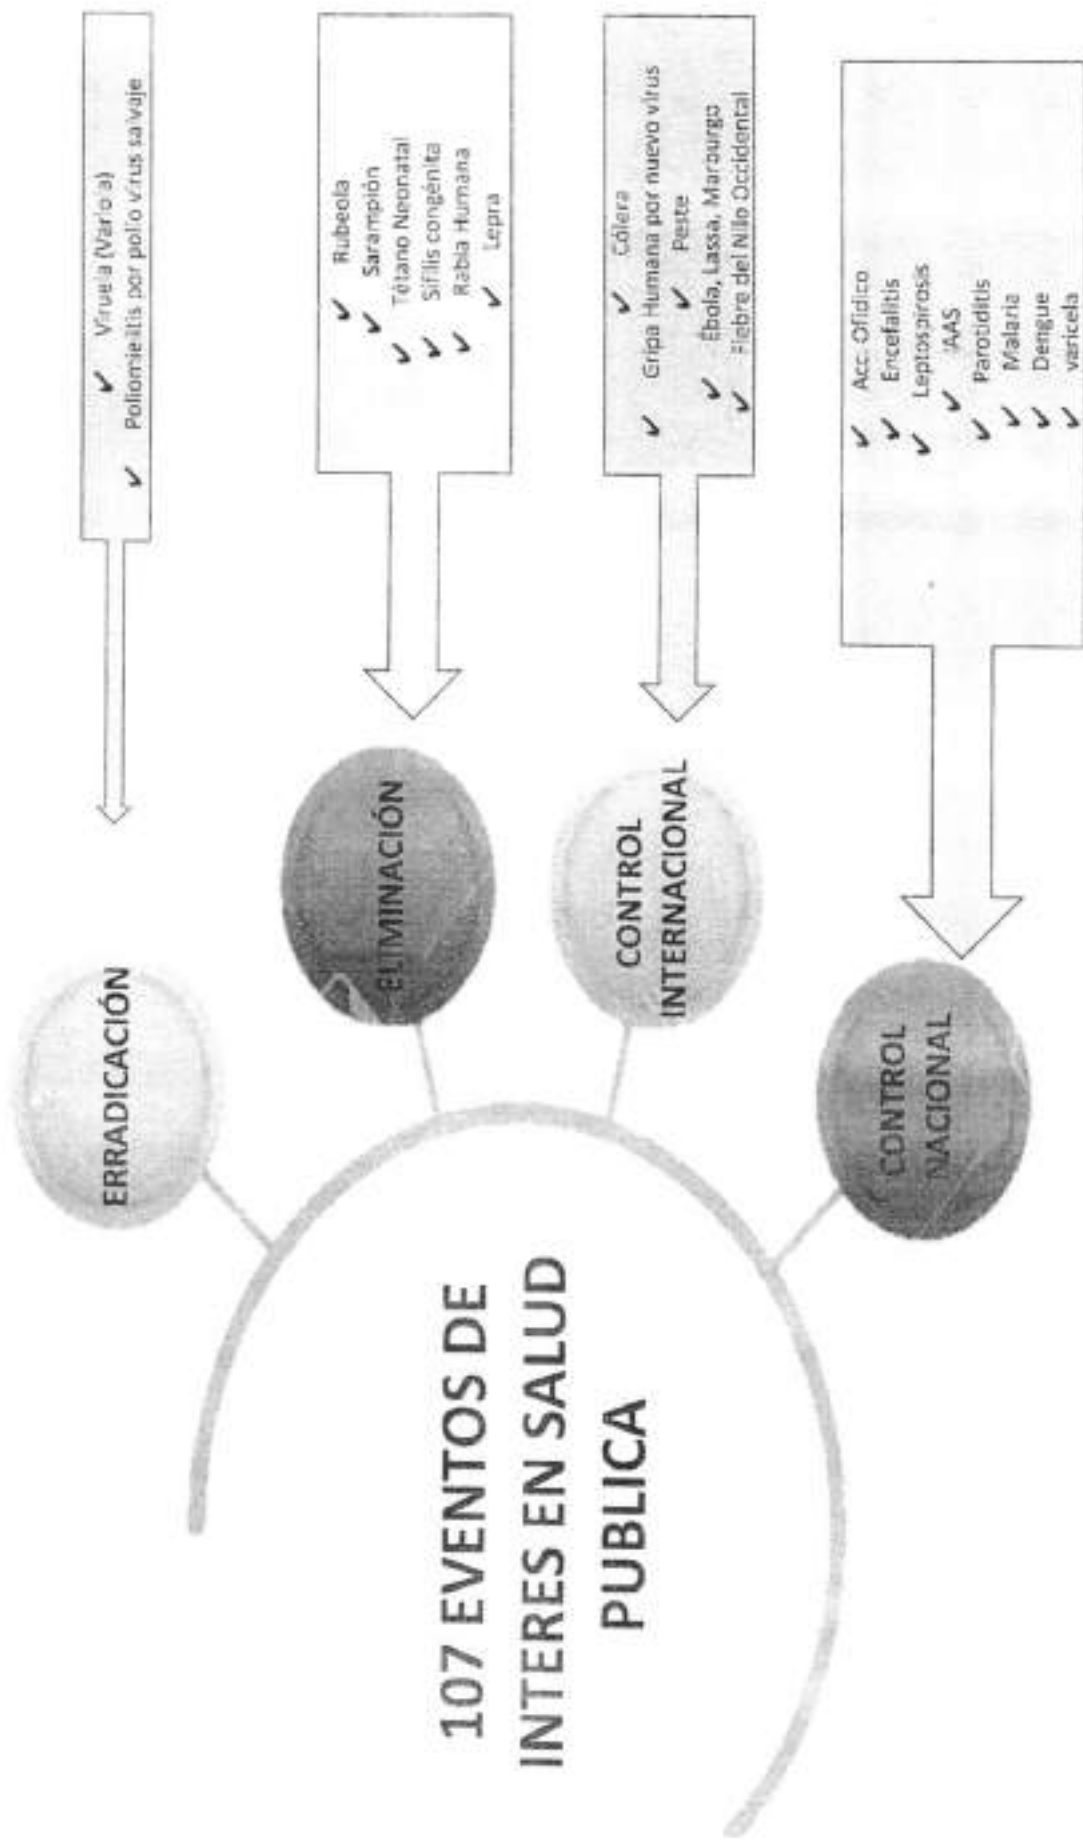 107 EVENTOS DE
INTERES EN SALUD
PUBLICA
ERRADICACIÓN
✓ Viruela (Variola)
✓ Poliomielitis por polio virus salvaje
ELIMINACIÓN
✓ Rubeola
✓ Sarampión
✓ Tétano Neonatal
✓ Sífilis congénita
✓ Rabia Humana
✓ Lepra
CONTROL
INTERNACIONAL
✓ Cólera
✓ Gripa Humana por nuevo virus
✓ Peste
✓ Ébola, Lassa, Marburgo
✓ Fiebre del Nilo Occidental
CONTROL
NACIONAL
✓ Acc. Ofídico
✓ Encefalitis
✓ Leptospirosis
✓ IAAS
✓ Parotiditis
✓ Malaria
✓ Dengue
✓ varicela